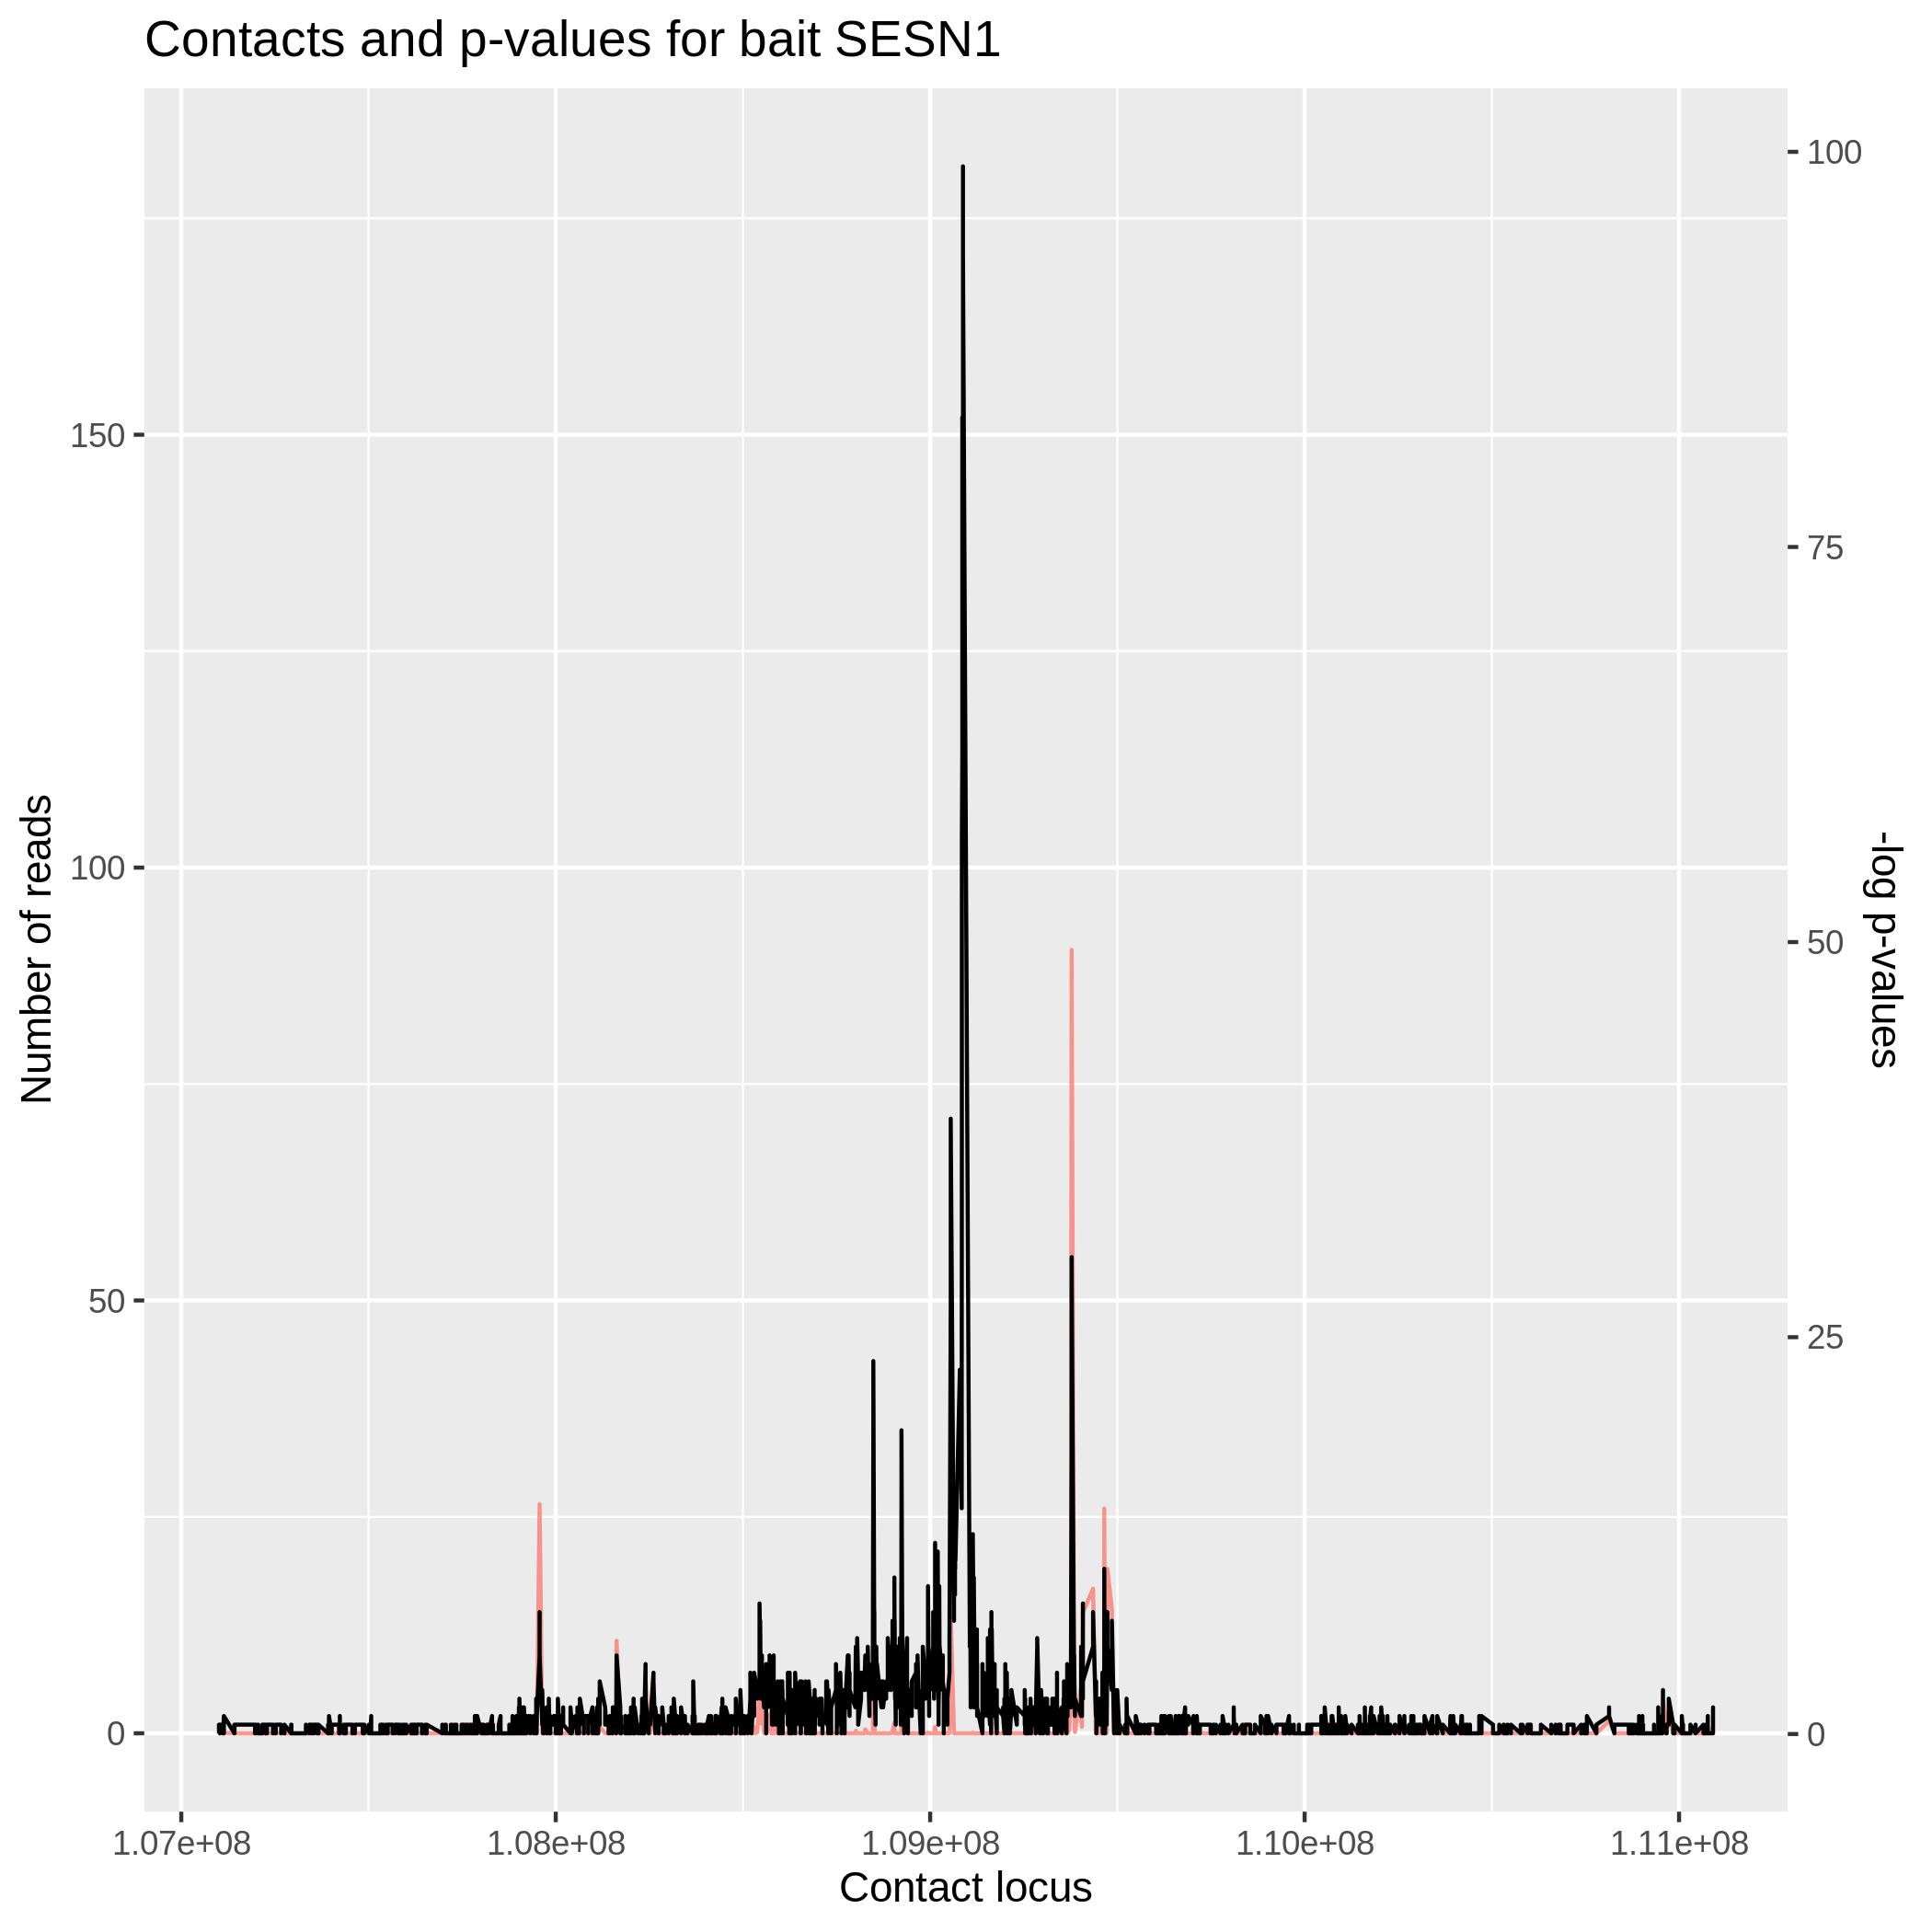 Contacts and p-values for bait SESN1
100
150
75
100
50
50
25
0
0
Number of reads
-log p-values
1.07e+08
1.08e+08
1.09e+08
1.10e+08
1.11e+08
Contact locus